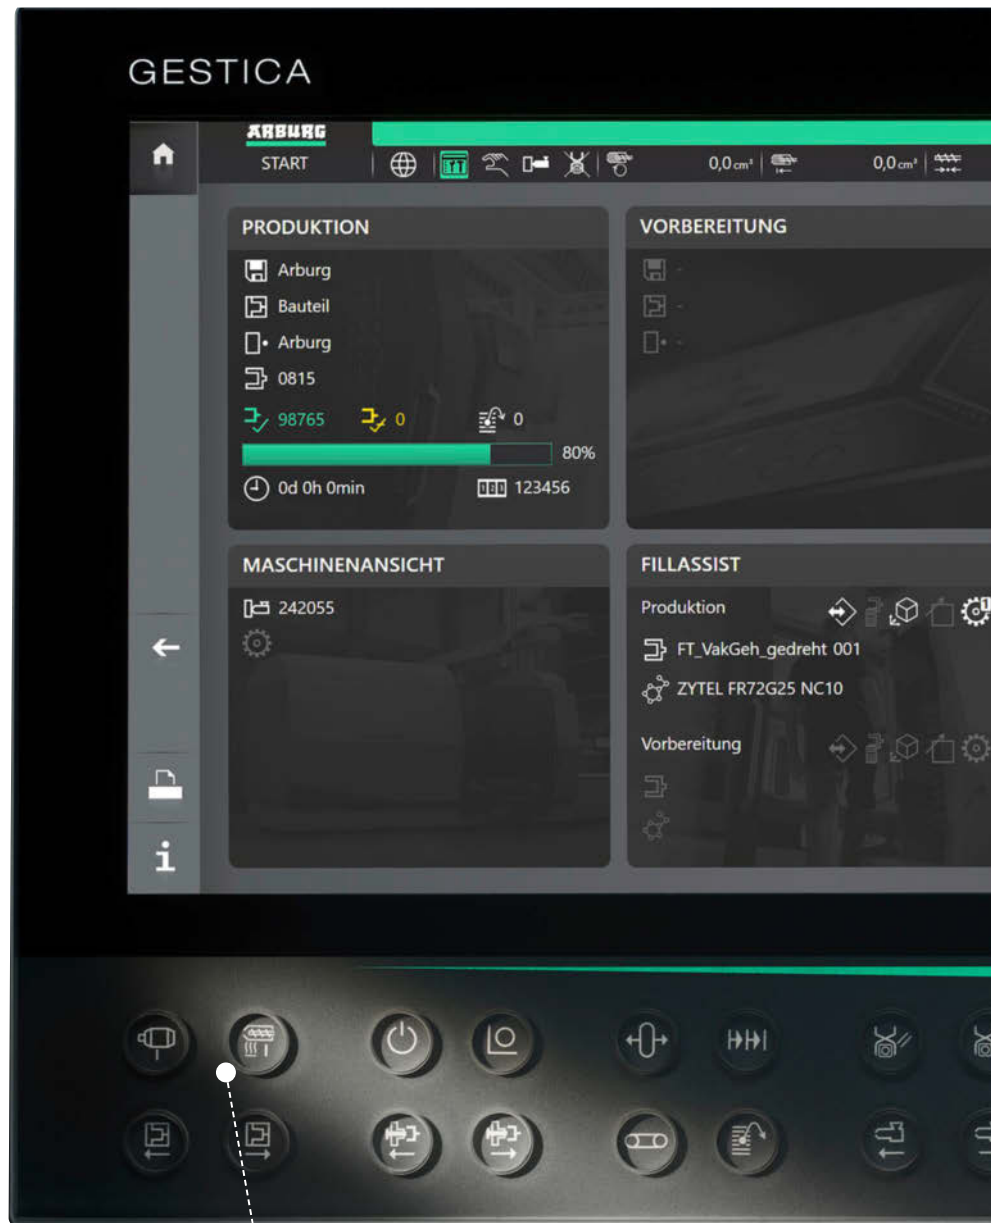 GESTICA
ARBURG
START
0,0 cm³
0,0 cm³
PRODUKTION
Arburg
Bauteil
Arburg
0815
98765 0 0
80%
0d 0h 0min 123456
VORBEREITUNG
-
-
-
MASCHINENANSICHT
242055
FILLASSIST
Produktion
1
FT_VakGeh_gedreht 001
ZYTEL FR72G25 NC10
Vorbereitung
i